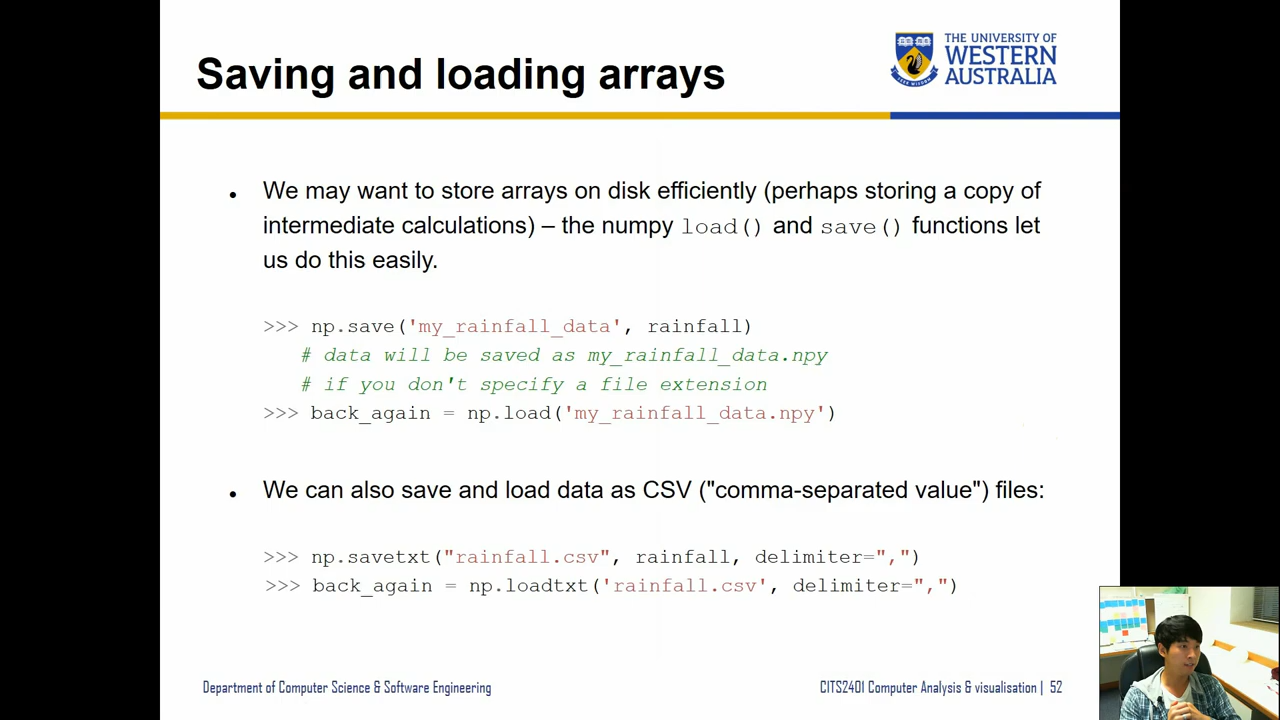 Saving and loading arrays
THE UNIVERSITY OF
WESTERN
AUSTRALIA
• We may want to store arrays on disk efficiently (perhaps storing a copy of
intermediate calculations) – the numpy load() and save() functions let
us do this easily.
>>> np.save('my_rainfall_data', rainfall)
# data will be saved as my_rainfall_data.npy
# if you don't specify a file extension
>>> back_again = np.load('my_rainfall_data.npy')
• We can also save and load data as CSV ("comma-separated value") files:
>>> np.savetxt("rainfall.csv", rainfall, delimiter=",")
>>> back_again = np.loadtxt('rainfall.csv', delimiter=",")
Department of Computer Science & Software Engineering
CITS2401 Computer Analysis & visualisation | 52